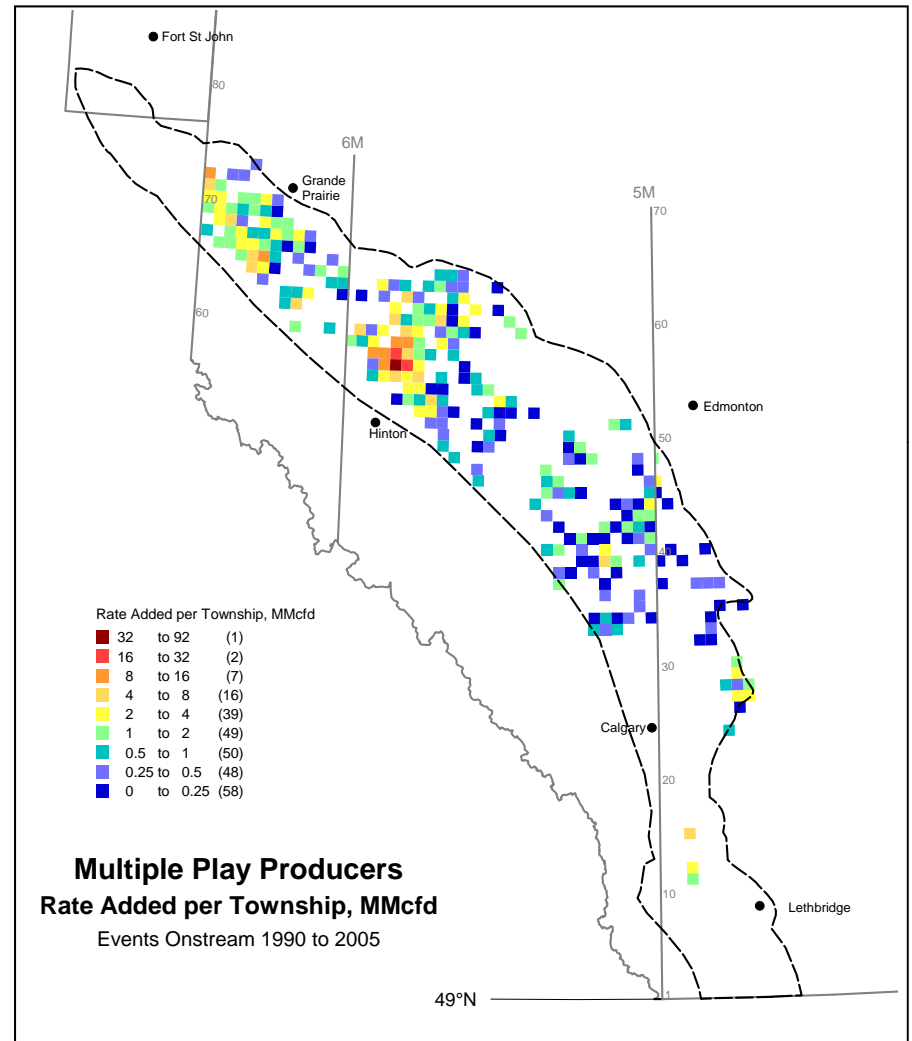 Fort St John
80
6M
Grande
Prairie
70
5M
70
60
60
Edmonton
Hinton
50
40
Rate Added per Township, MMcfd
32 to 92 (1)
16 to 32 (2)
8 to 16 (7)
4 to 8 (16)
2 to 4 (39)
1 to 2 (49)
0.5 to 1 (50)
0.25 to 0.5 (48)
0 to 0.25 (58)
30
Calgary
20
Multiple Play Producers
Rate Added per Township, MMcfd
Events Onstream 1990 to 2005
10
Lethbridge
49°N
1